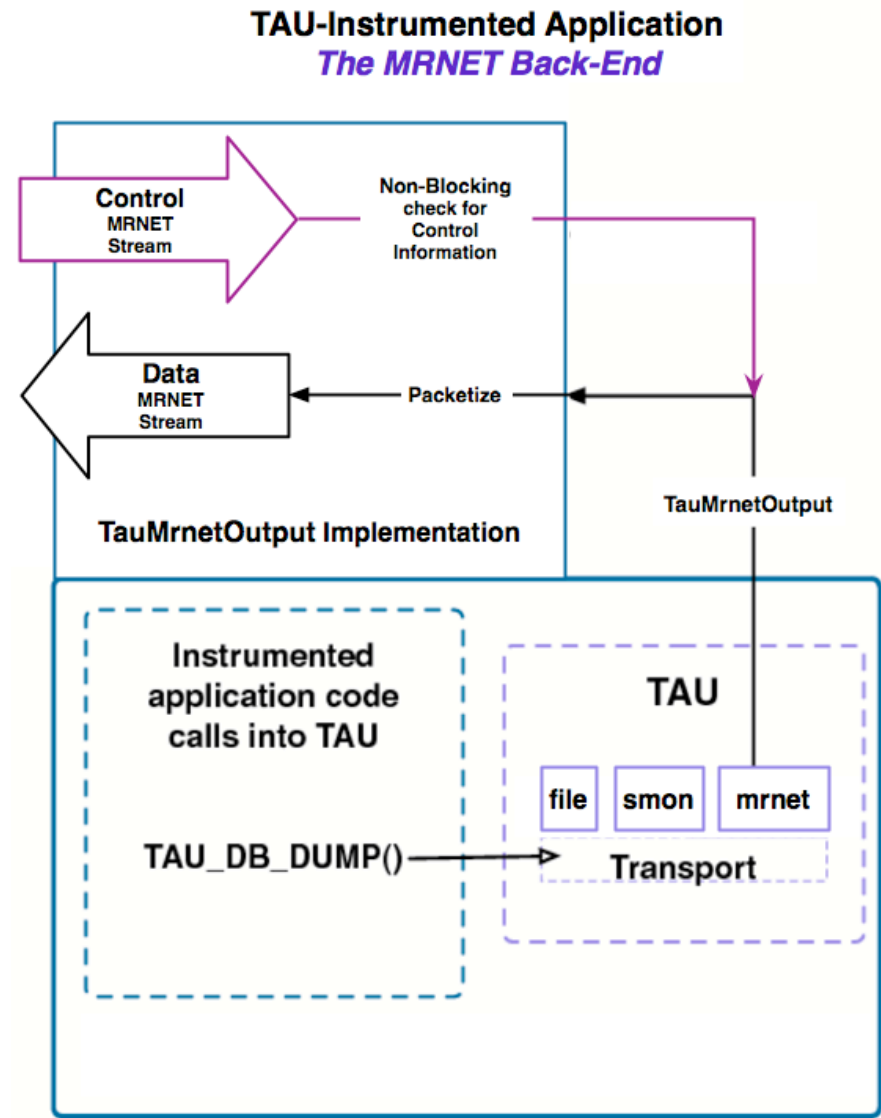 TAU-Instrumented Application
The MRNET Back-End
Control
MRNET
Stream
Non-Blocking
check for
Control
Information
Data
MRNET
Stream
Packetize
TauMrnetOutput
TauMrnetOutput Implementation
Instrumented
application code
calls into TAU
TAU_DB_DUMP()
TAU
file smon mrnet
Transport